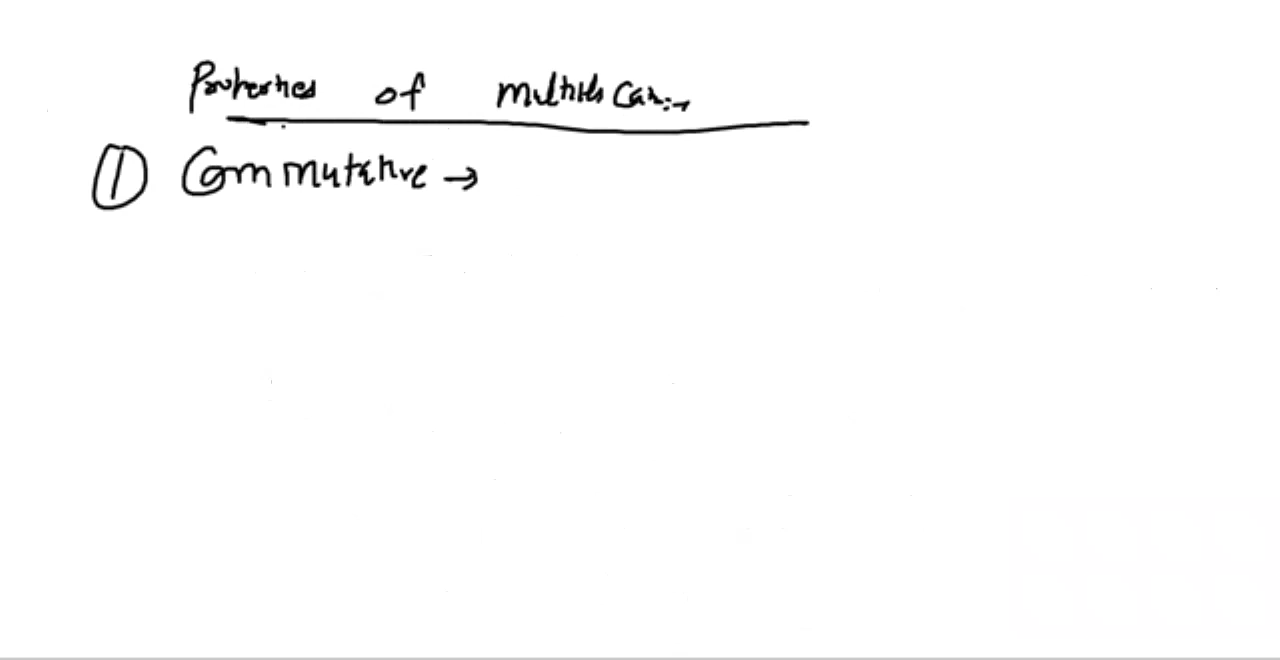 Properties of multiplication
① Commutative →